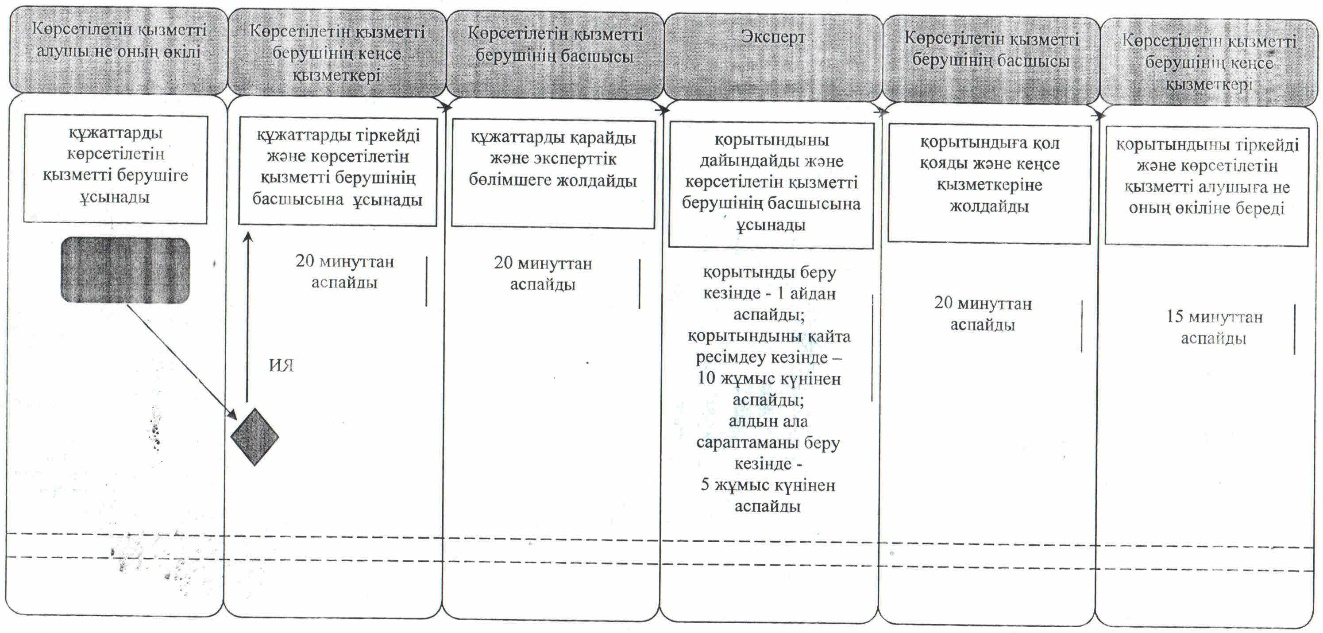 Көрсетілетін қызметті
алушы не оның өкілі
Көрсетілетін қызметті
берушінің кеңсе
қызметкері
Көрсетілетін қызметті
берушінің басшысы
Эксперт
Көрсетілетін қызметті
берушінің басшысы
Көрсетілетін қызметті
берушінің кеңсе
қызметкері
құжаттарды
көрсетілетін
қызметті берушіге
ұсынады
құжаттарды тіркейді
және көрсетілетін
қызметті берушінің
басшысына ұсынады
20 минуттан
аспайды
ИЯ
құжаттарды қарайды
және эксперттік
бөлімшеге жолдайды
20 минуттан
аспайды
қорытындыны
дайындайды және
көрсетілетін қызметті
берушінің басшысына
ұсынады
қорытынды беру
кезінде - 1 айдан
аспайды;
қорытындыны қайта
ресімдеу кезінде –
10 жұмыс күнінен
аспайды;
алдын ала
сараптаманы беру
кезінде -
5 жұмыс күнінен
аспайды
қорытындыға қол
қояды және кеңсе
қызметкеріне
жолдайды
20 минуттан
аспайды
қорытындыны тіркейді
және көрсетілетін
қызметті алушыға не
оның өкіліне береді
15 минуттан
аспайды